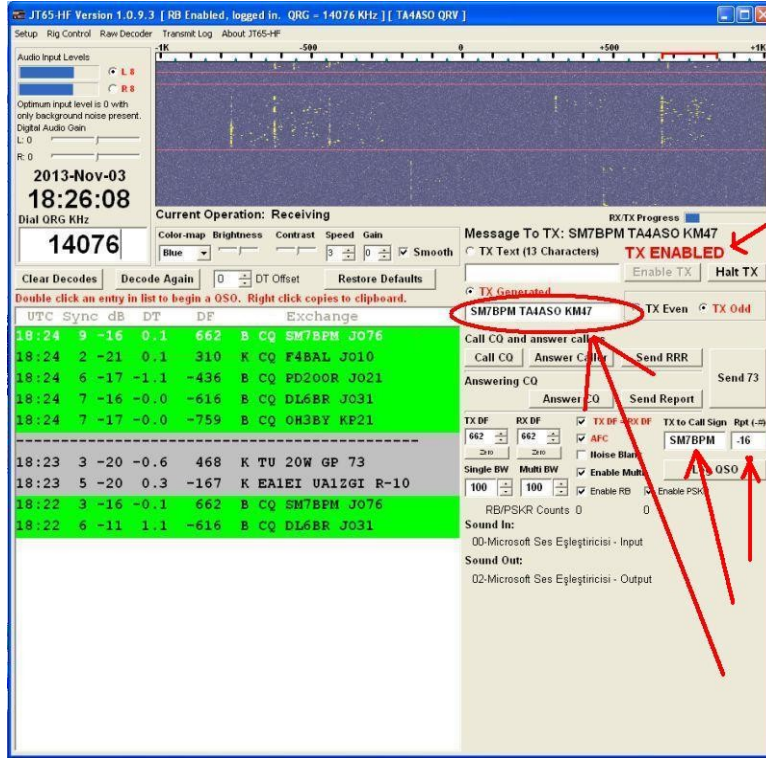 JT65-HF Version 1.0.9.3 [ RB Enabled, logged in. QRG = 14076 KHz ] [ TA4ASO QRV ]
Setup Rig Control Raw Decoder Transmit Log About JT65-HF
-1K -500 0 +500 +1K
Audio Input Levels
L 8
R 8
Optimum input level is 0 with
only background noise present.
Digital Audio Gain
L: 0
R: 0
2013-Nov-03
18:26:08
Dial QRG KHz
14076
Current Operation: Receiving
RX/TX Progress
Color-map Brightness Contrast Speed Gain
Blue 3 0 Smooth
Message To TX: SM7BPM TA4ASO KM47
TX Text (13 Characters) TX ENABLED
Enable TX Halt TX
Clear Decodes Decode Again 0 DT Offset Restore Defaults
Double click an entry in list to begin a QSO. Right click copies to clipboard.
TX Generated
SM7BPM TA4ASO KM47 TX Even TX Odd
UTC Sync dB DT DF Exchange
18:24 9 -16 0.1 662 B CQ SM7BPM JO76
18:24 2 -21 0.1 310 K CQ F4BAL JO10
18:24 6 -17 -1.1 -436 B CQ PD2OOR JO21
18:24 7 -16 -0.0 -616 B CQ DL6BR JO31
18:24 7 -17 -0.0 -759 B CQ OH3BY KP21
18:23 3 -20 -0.6 468 K TU 20W GP 73
18:23 5 -20 0.3 -167 K EA1EI UA1ZGI R-10
18:22 3 -16 -0.1 662 B CQ SM7BPM JO76
18:22 6 -11 1.1 -616 B CQ DL6BR JO31
Call CQ and answer callers
Call CQ Answer Caller Send RRR
Answering CQ
Send 73
Answer CQ Send Report
TX DF RX DF TX DF = RX DF TX to Call Sign Rpt (-#)
662 662 AFC SM7BPM -16
Noise Blank
Single BW Multi BW Enable Multi Log QSO
100 100 Enable RB Enable PSKR
RB/PSKR Counts 0 0
Sound In:
00-Microsoft Ses Eşleştiricisi - Input
Sound Out:
02-Microsoft Ses Eşleştiricisi - Output